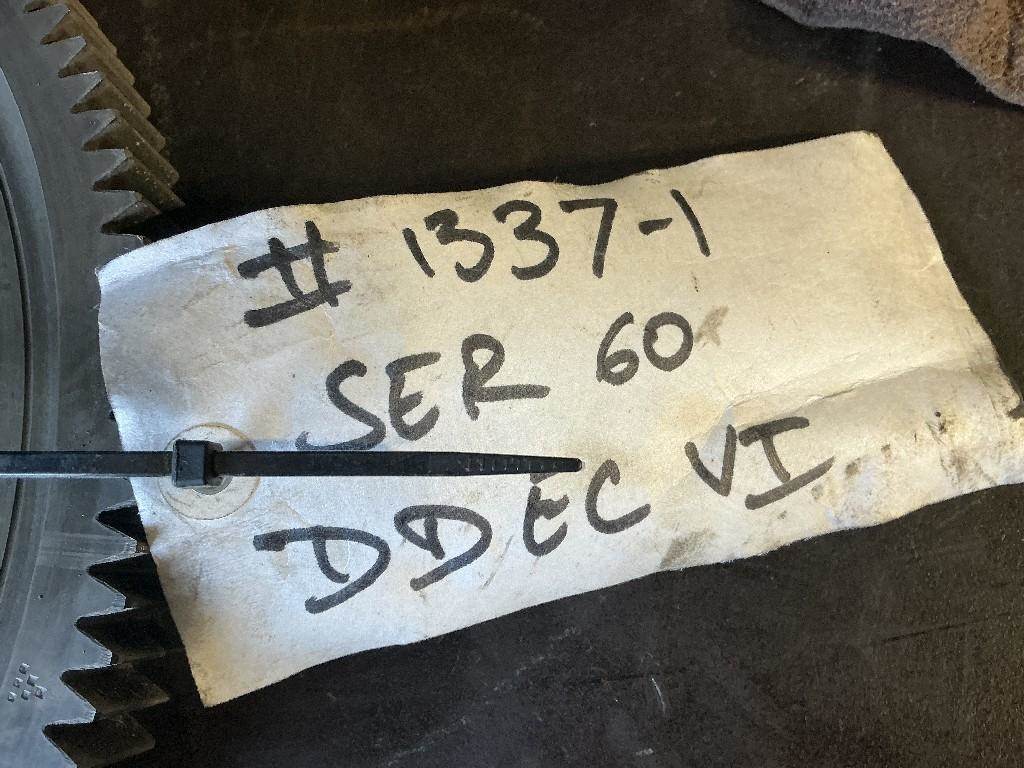 # 1337-1
SER 60
DDEC VI